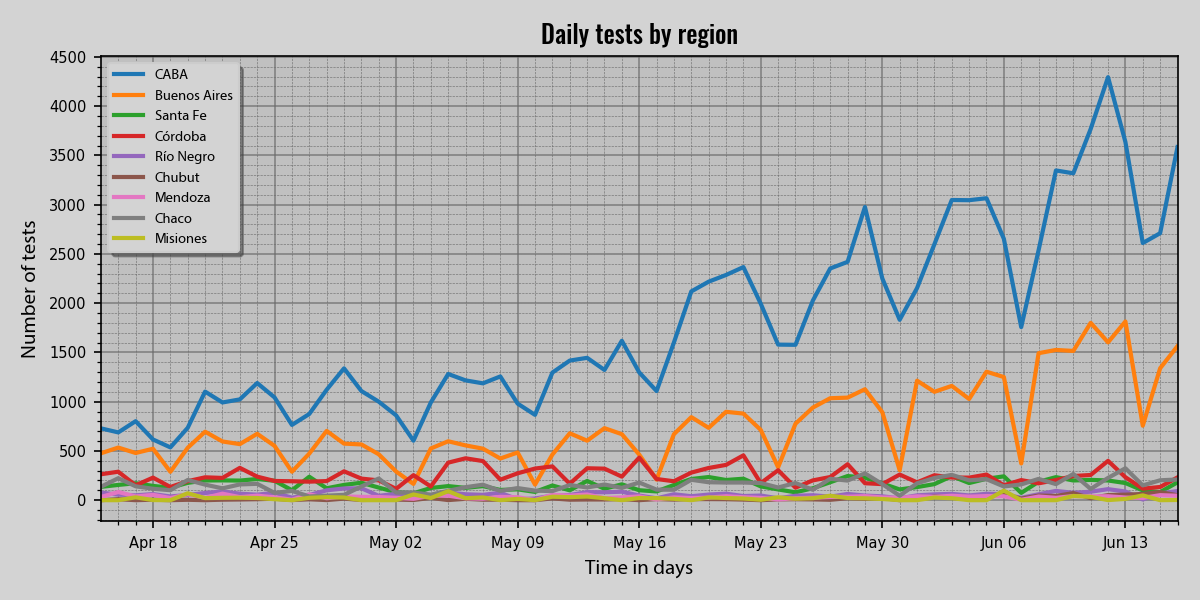 Daily tests by region
4500
4000
3500
3000
2500
2000
1500
1000
500
0
Number of tests
CABA
Buenos Aires
Santa Fe
Córdoba
Río Negro
Chubut
Mendoza
Chaco
Misiones
Apr 18 Apr 25 May 02 May 09 May 16 May 23 May 30 Jun 06 Jun 13
Time in days